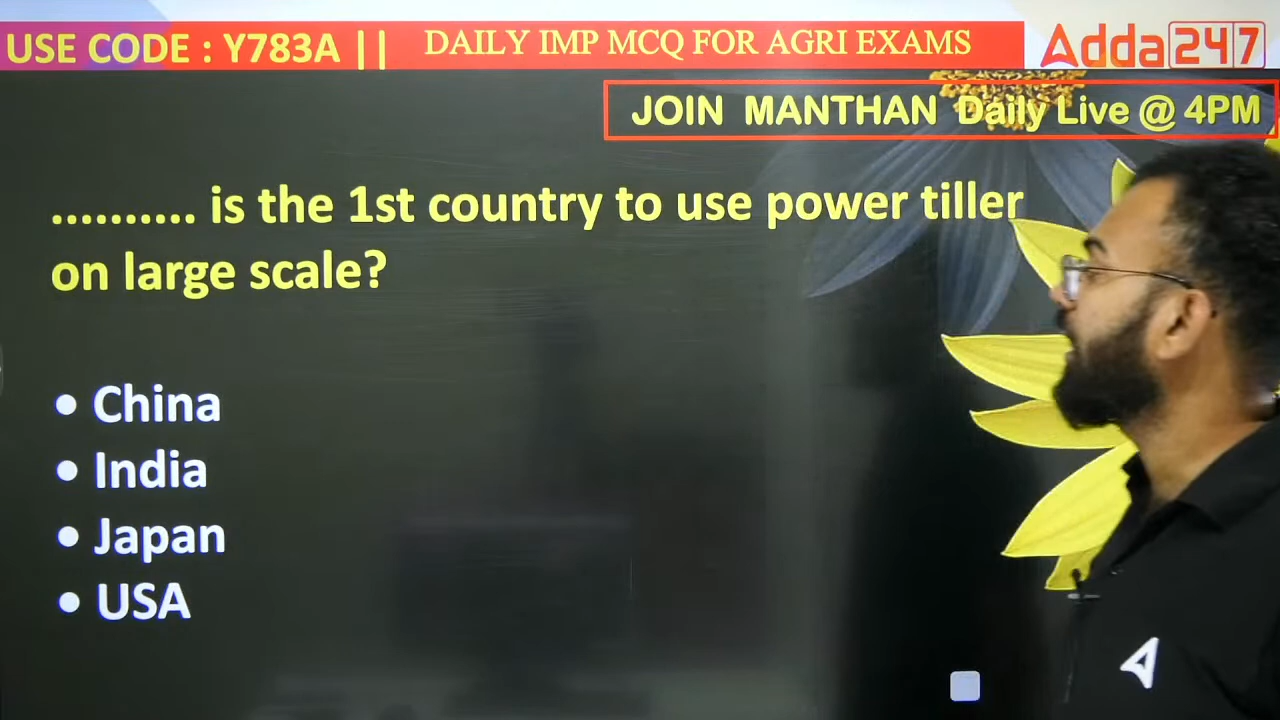 USE CODE : Y783A ||
DAILY IMP MCQ FOR AGRI EXAMS
Adda247
JOIN MANTHAN Daily Live @ 4PM
.......... is the 1st country to use power tiller
on large scale?
• China
• India
• Japan
• USA